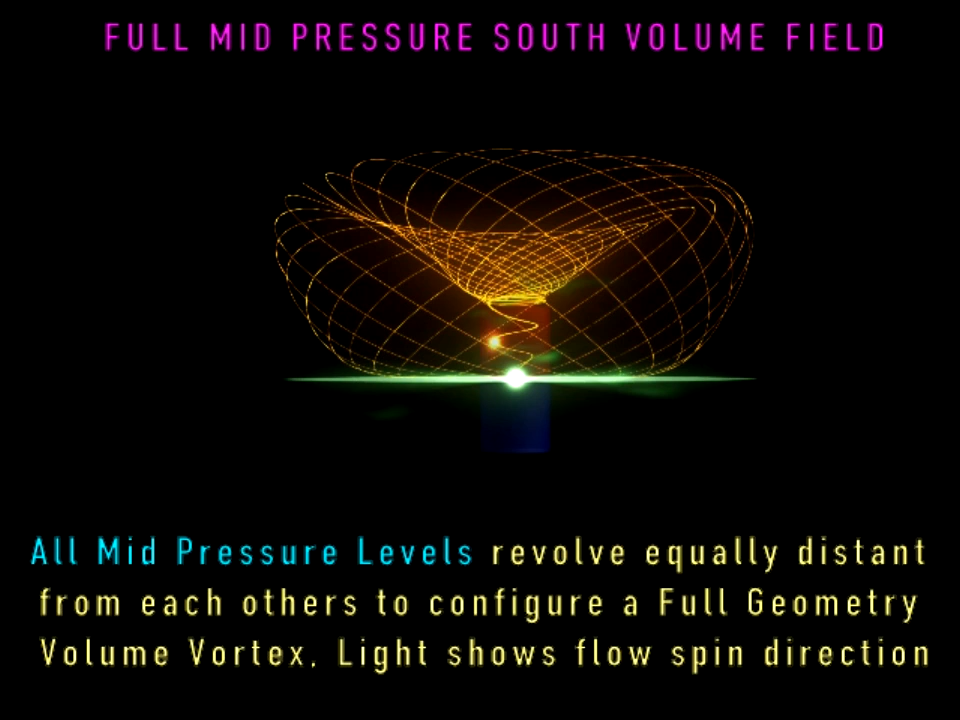 FULL MID PRESSURE SOUTH VOLUME FIELD
All Mid Pressure Levels revolve equally distant
from each others to configure a Full Geometry
Volume Vortex. Light shows flow spin direction